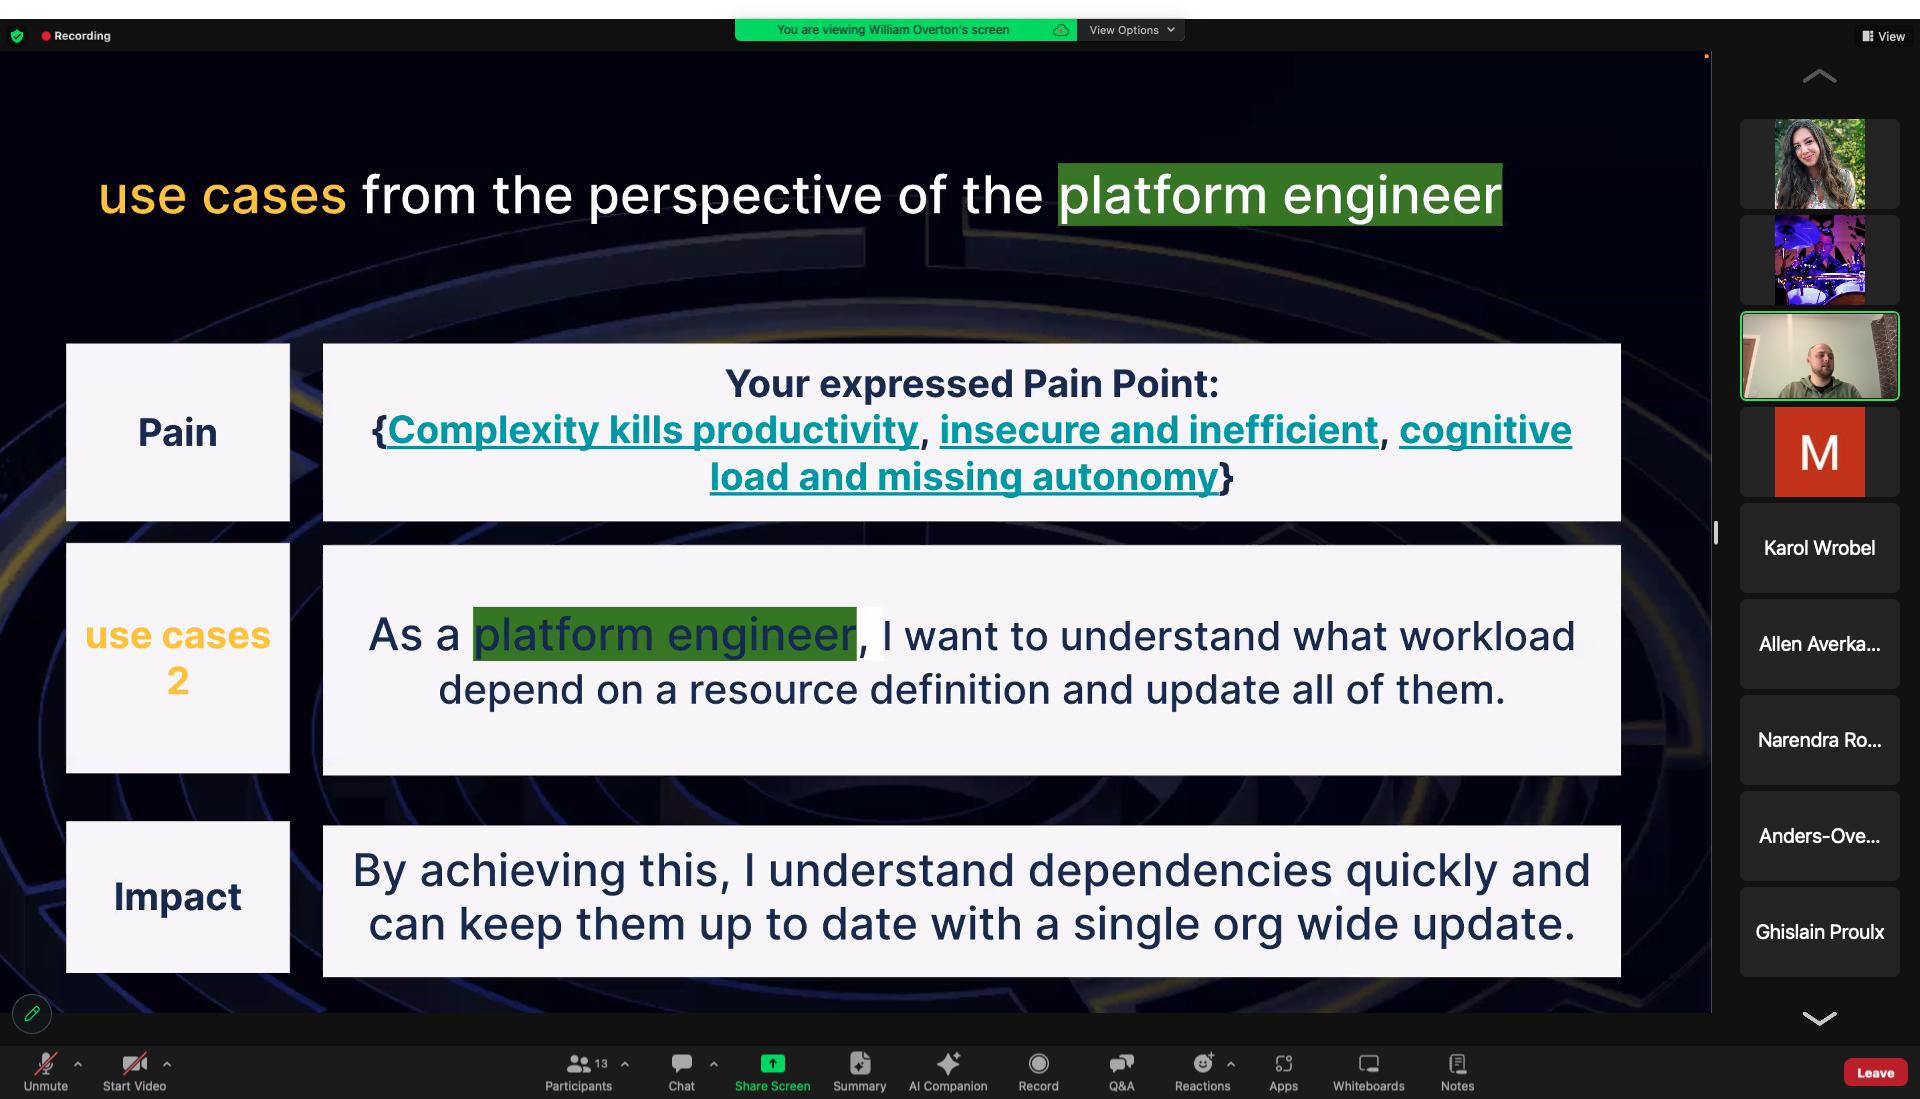 You are viewing William Overton's screen
View Options
Recording
View
use cases from the perspective of the platform engineer
Pain
Your expressed Pain Point:
{Complexity kills productivity, insecure and inefficient, cognitive
load and missing autonomy}
use cases
2
As a platform engineer, I want to understand what workload
depend on a resource definition and update all of them.
Impact
By achieving this, I understand dependencies quickly and
can keep them up to date with a single org wide update.
M
Karol Wrobel
Allen Averka...
Narendra Ro...
Anders-Ove...
Ghislain Proulx
Unmute
Start Video
13
Participants
Chat
Share Screen
Summary
AI Companion
Record
Q&A
Reactions
Apps
Whiteboards
Notes
Leave